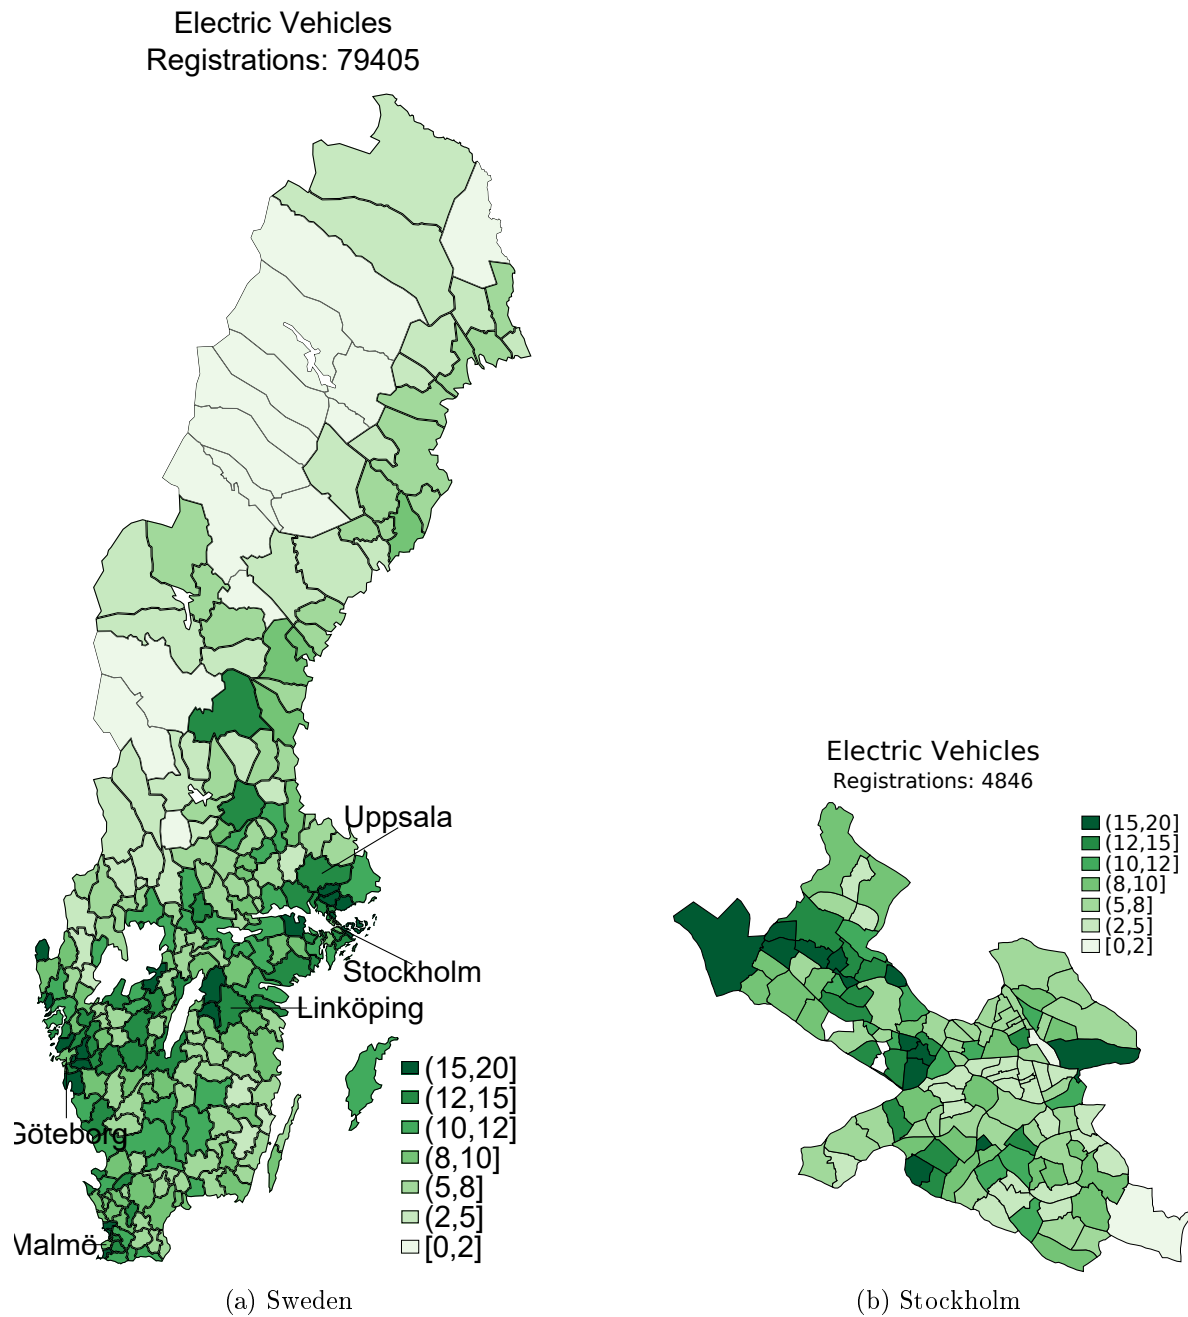 Electric Vehicles
Registrations: 79405
Uppsala
Stockholm
Linköping
Göteborg
Malmö
(15,20]
(12,15]
(10,12]
(8,10]
(5,8]
(2,5]
[0,2]
(a) Sweden
Electric Vehicles
Registrations: 4846
(15,20]
(12,15]
(10,12]
(8,10]
(5,8]
(2,5]
[0,2]
(b) Stockholm